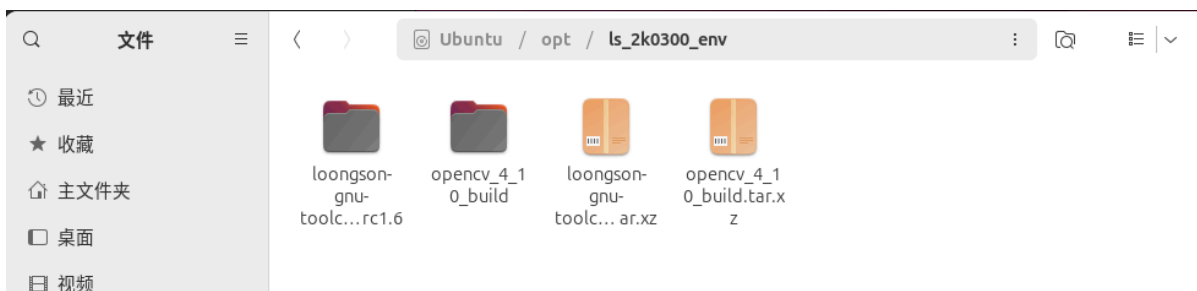 文件
Ubuntu / opt / ls_2k0300_env
最近
收藏
主文件夹
桌面
视频
loongson-
gnu-
toolc...rc1.6
opencv_4_1
0_build
loongson-
gnu-
toolc... ar.xz
opencv_4_1
0_build.tar.x
z